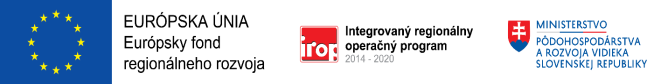 EURÓPSKA ÚNIA
Európsky fond
regionálneho rozvoja
irop
Integrovaný regionálny
operačný program
2014 - 2020
MINISTERSTVO
PÔDOHOSPODÁRSTVA
A ROZVOJA VIDIEKA
SLOVENSKEJ REPUBLIKY